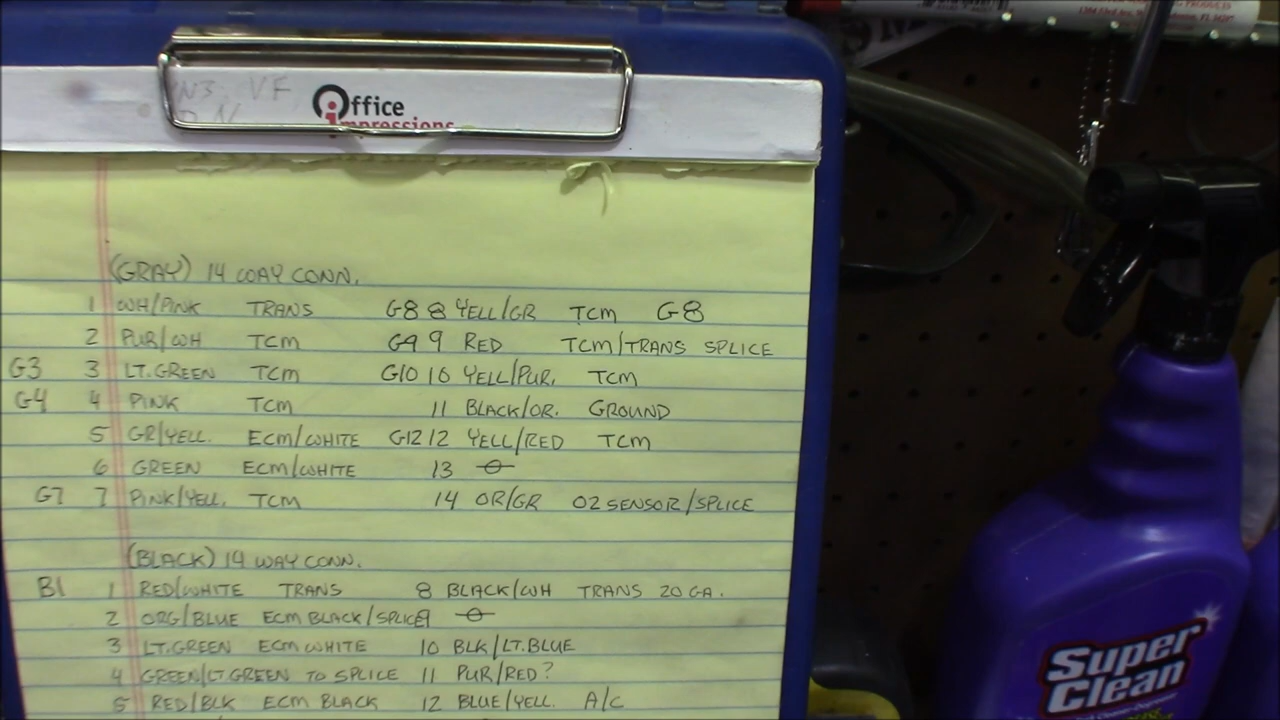 PRODUCTS
N3 VF
Office
impressions
(GRAY) 14 WAY CONN.
1 WH/PINK TRANS G8 8 YELL/GR TCM G8
2 PUR/WH TCM G9 9 RED TCM/TRANS SPLICE
G3 3 LT.GREEN TCM G10 10 YELL/PUR. TCM
G4 4 PINK TCM 11 BLACK/OR. GROUND
5 GR/YELL. ECM/WHITE G12 12 YELL/RED TCM
6 GREEN ECM/WHITE 13 ⊖
G7 7 PINK/YELL. TCM 14 OR/GR O2 SENSOR/SPLICE
(BLACK) 14 WAY CONN.
B1 1 RED/WHITE TRANS 8 BLACK/WH TRANS 20 GA.
2 ORG/BLUE ECM BLACK/SPLICE 9 ⊖
3 LT.GREEN ECM WHITE 10 BLK/LT.BLUE
4 GREEN/LT GREEN TO SPLICE 11 PUR/RED?
5 RED/BLK ECM BLACK 12 BLUE/YELL. A/C
Super
Clean